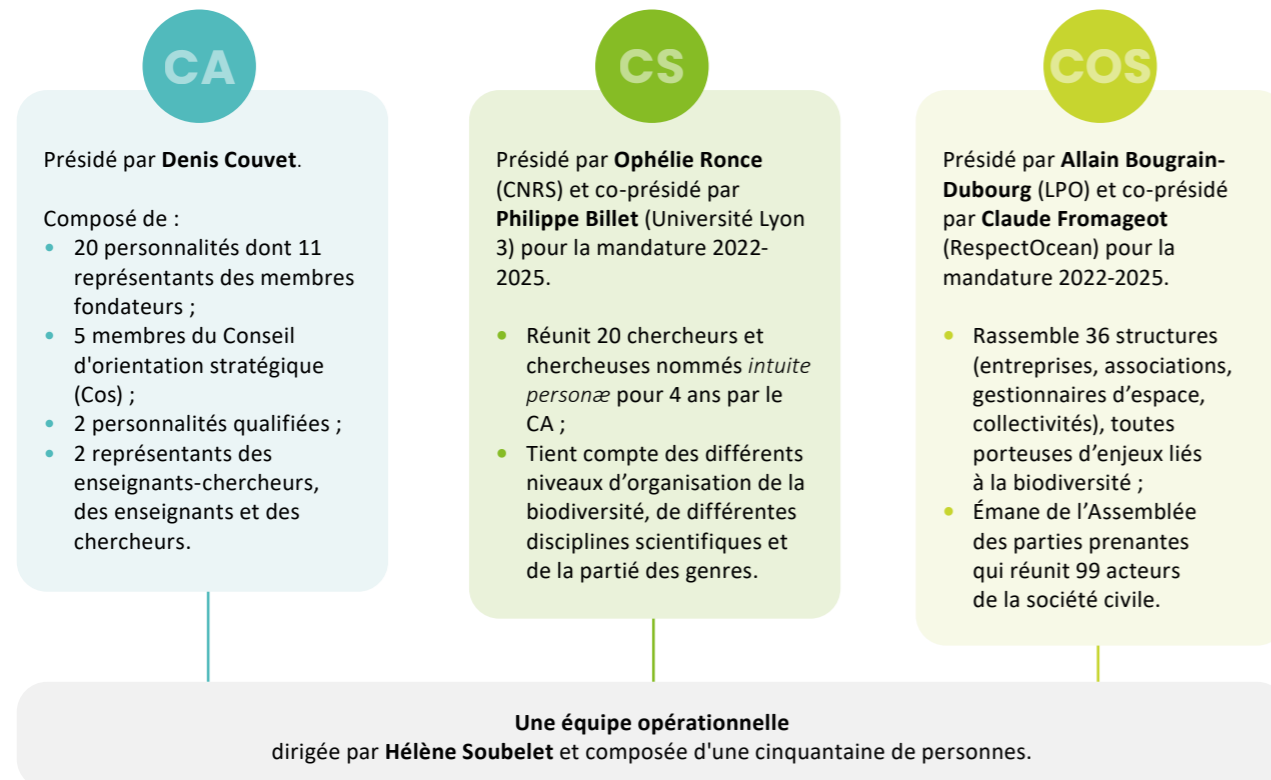 CA
Présidé par Denis Couvet.
Composé de :
• 20 personnalités dont 11
représentants des membres
fondateurs ;
• 5 membres du Conseil
d'orientation stratégique
(Cos) ;
• 2 personnalités qualifiées ;
• 2 représentants des
enseignants-chercheurs,
des enseignants et des
chercheurs.
CS
Présidé par Ophélie Ronce
(CNRS) et co-présidé par
Philippe Billet (Université Lyon
3) pour la mandature 2022-
2025.
• Réunit 20 chercheurs et
chercheuses nommés intuite
personæ pour 4 ans par le
CA ;
• Tient compte des différents
niveaux d’organisation de la
biodiversité, de différentes
disciplines scientifiques et
de la partié des genres.
COS
Présidé par Allain Bougrain-
Dubourg (LPO) et co-présidé
par Claude Fromageot
(RespectOcean) pour la
mandature 2022-2025.
• Rassemble 36 structures
(entreprises, associations,
gestionnaires d’espace,
collectivités), toutes
porteuses d’enjeux liés
à la biodiversité ;
• Émane de l’Assemblée
des parties prenantes
qui réunit 99 acteurs
de la société civile.
Une équipe opérationnelle
dirigée par Hélène Soubelet et composée d'une cinquantaine de personnes.